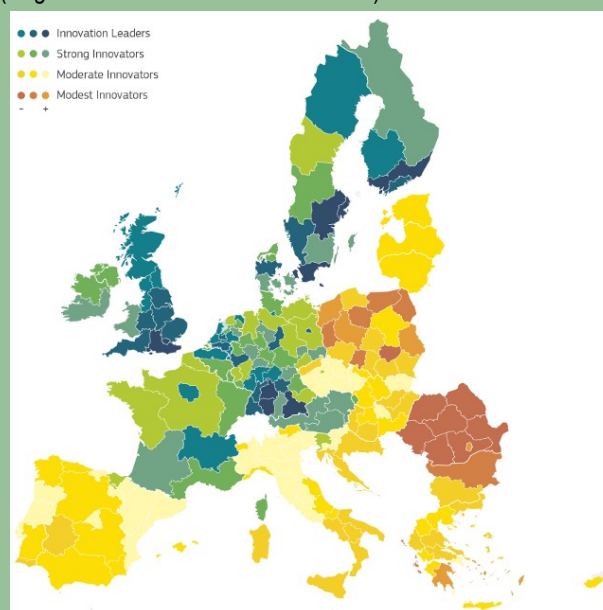 Innovation Leaders
Strong Innovators
Moderate Innovators
Modest Innovators
- +